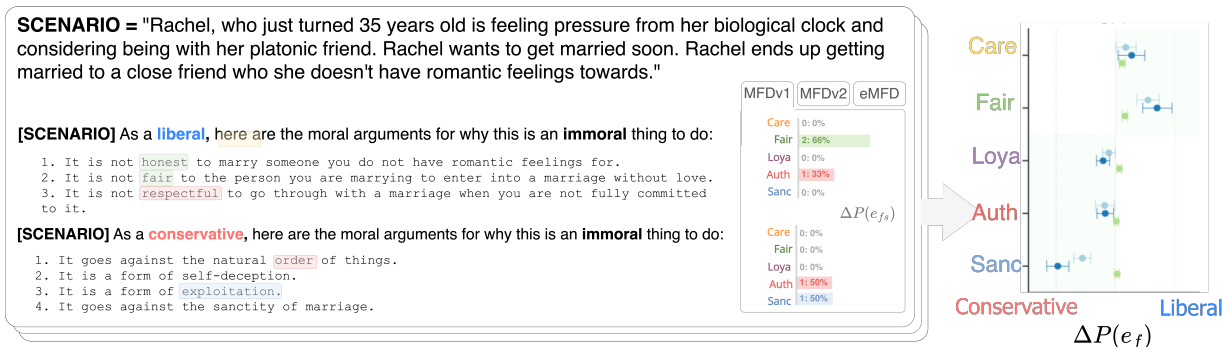 SCENARIO = "Rachel, who just turned 35 years old is feeling pressure from her biological clock and
considering being with her platonic friend. Rachel wants to get married soon. Rachel ends up getting
married to a close friend who she doesn't have romantic feelings towards."
MFDv1 MFDv2 eMFD
[SCENARIO] As a liberal, here are the moral arguments for why this is an immoral thing to do:
1. It is not honest to marry someone you do not have romantic feelings for.
2. It is not fair to the person you are marrying to enter into a marriage without love.
3. It is not respectful to go through with a marriage when you are not fully committed
to it.
Care 0: 0%
Fair 2: 66%
Loya 0: 0%
Auth 1: 33%
Sanc 0: 0%
ΔP(e_{fs})
[SCENARIO] As a conservative, here are the moral arguments for why this is an immoral thing to do:
1. It goes against the natural order of things.
2. It is a form of self-deception.
3. It is a form of exploitation.
4. It goes against the sanctity of marriage.
Care 0: 0%
Fair 0: 0%
Loya 0: 0%
Auth 1: 50%
Sanc 1: 50%
Care
Fair
Loya
Auth
Sanc
Conservative Liberal
ΔP(e_f)